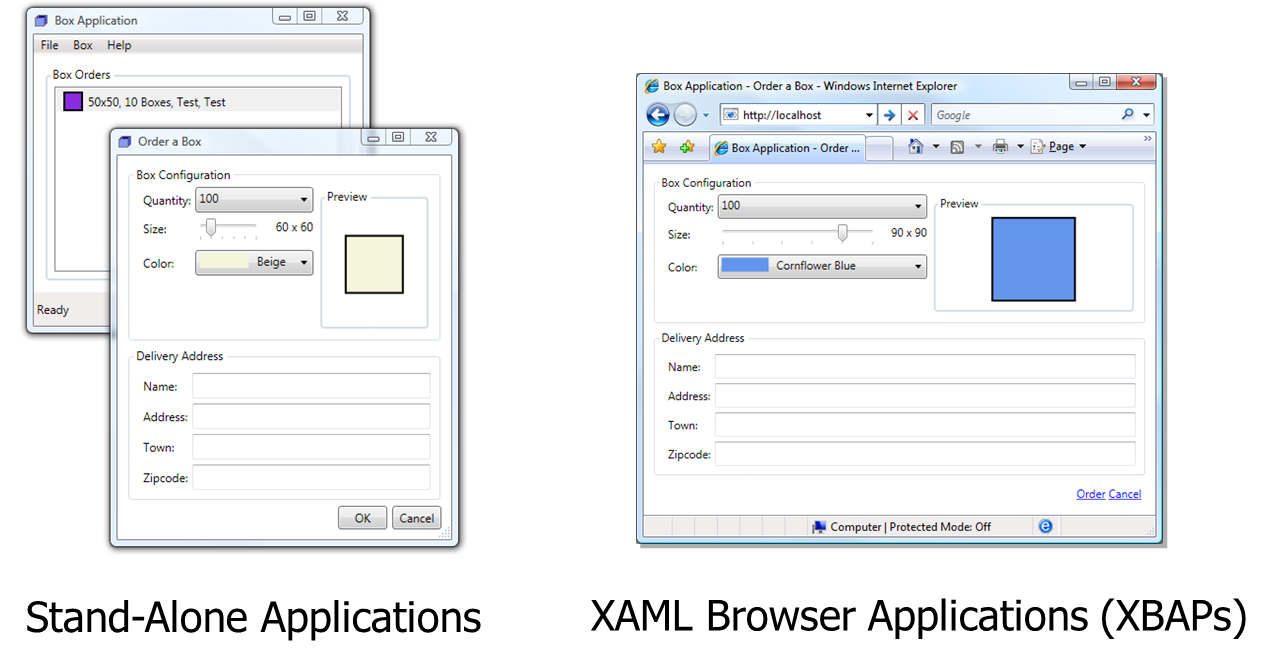 Box Application
File Box Help
Box Orders
50x50, 10 Boxes, Test, Test
Ready
Order a Box
Box Configuration
Quantity: 100
Size: 60 x 60
Color: Beige
Preview
Delivery Address
Name:
Address:
Town:
Zipcode:
OK Cancel
Stand-Alone Applications
Box Application - Order a Box - Windows Internet Explorer
http://localhost Google
Box Application - Order ... Page
Box Configuration
Quantity: 100
Size: 90 x 90
Color: Cornflower Blue
Preview
Delivery Address
Name:
Address:
Town:
Zipcode:
Order Cancel
Computer | Protected Mode: Off
XAML Browser Applications (XBAPs)